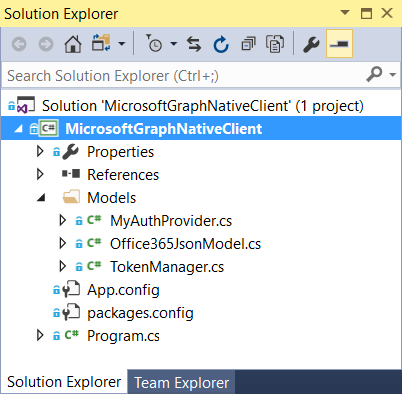 Solution Explorer
Search Solution Explorer (Ctrl+;)
Solution 'MicrosoftGraphNativeClient' (1 project)
C# MicrosoftGraphNativeClient
Properties
References
Models
C# MyAuthProvider.cs
C# Office365JsonModel.cs
C# TokenManager.cs
App.config
packages.config
C# Program.cs
Solution Explorer Team Explorer